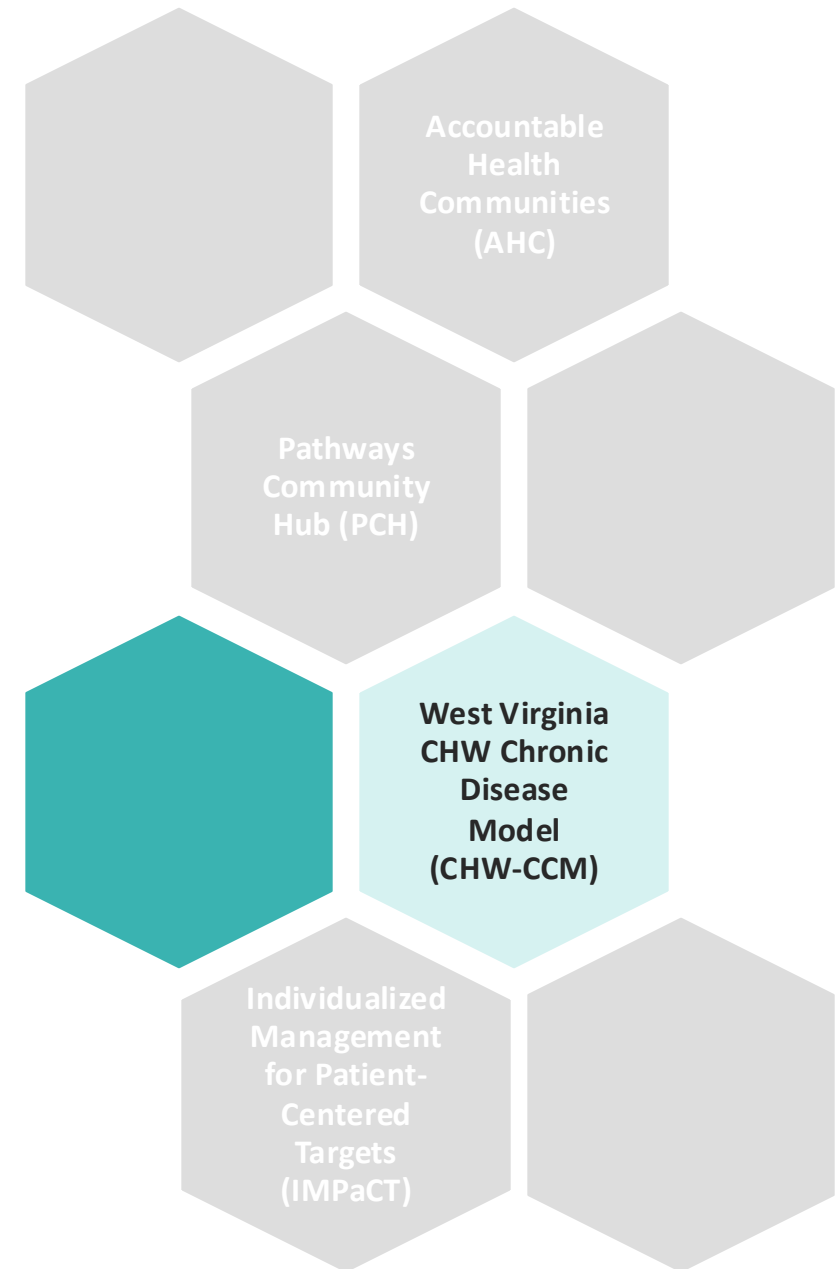 Accountable
Health
Communities
(AHC)
Pathways
Community
Hub (PCH)
West Virginia
CHW Chronic
Disease
Model
(CHW-CCM)
Individualized
Management
for Patient-
Centered
Targets
(IMPaCT)